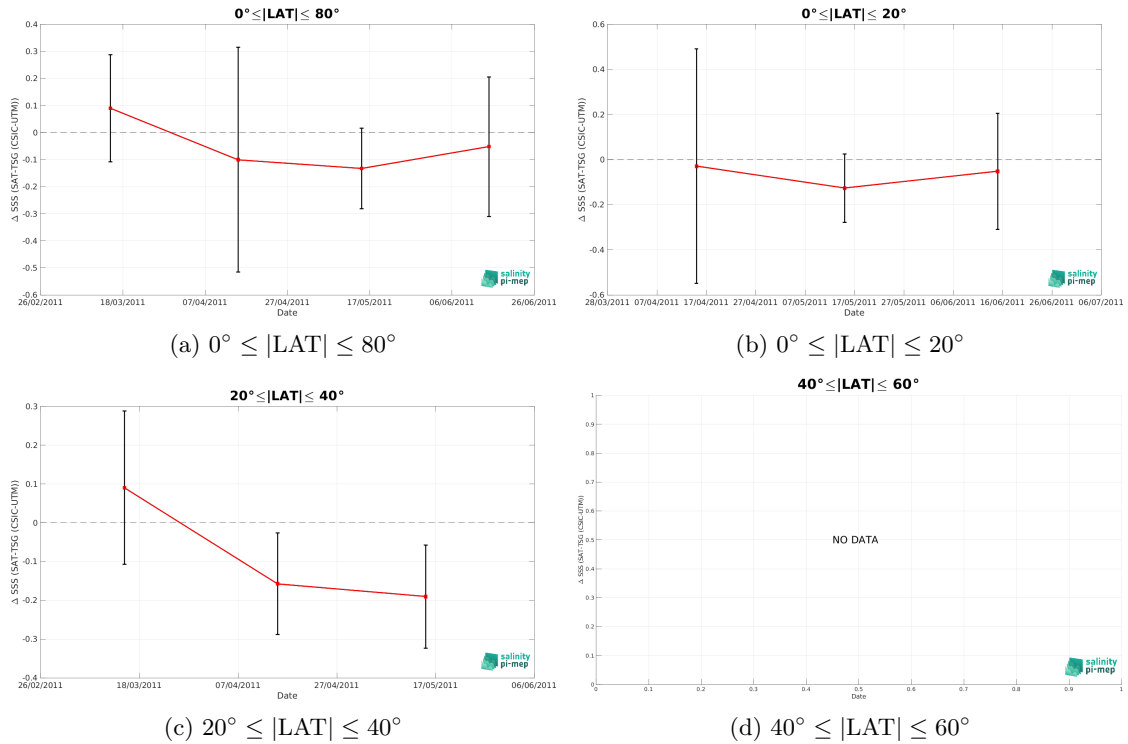 0°≤|LAT|≤ 80°
0.4
0.3
0.2
0.1
0
-0.1
-0.2
-0.3
-0.4
-0.5
-0.6
Δ SSS (SAT-TSG (CSIC-UTM))
26/02/2011 18/03/2011 07/04/2011 27/04/2011 17/05/2011 06/06/2011 26/06/2011
Date
salinity
pi-mep
(a) 0° ≤ |LAT| ≤ 80°
0°≤|LAT|≤ 20°
0.6
0.4
0.2
0
-0.2
-0.4
-0.6
Δ SSS (SAT-TSG (CSIC-UTM))
28/03/2011 07/04/2011 17/04/2011 27/04/2011 07/05/2011 17/05/2011 27/05/2011 06/06/2011 16/06/2011 26/06/2011 06/07/2011
Date
salinity
pi-mep
(b) 0° ≤ |LAT| ≤ 20°
20°≤|LAT|≤ 40°
0.3
0.2
0.1
0
-0.1
-0.2
-0.3
-0.4
Δ SSS (SAT-TSG (CSIC-UTM))
26/02/2011 18/03/2011 07/04/2011 27/04/2011 17/05/2011 06/06/2011
Date
salinity
pi-mep
(c) 20° ≤ |LAT| ≤ 40°
40°≤|LAT|≤ 60°
1
0.9
0.8
0.7
0.6
0.5
0.4
0.3
0.2
0.1
0
Δ SSS (SAT-TSG (CSIC-UTM))
NO DATA
0 0.1 0.2 0.3 0.4 0.5 0.6 0.7 0.8 0.9 1
Date
salinity
pi-mep
(d) 40° ≤ |LAT| ≤ 60°